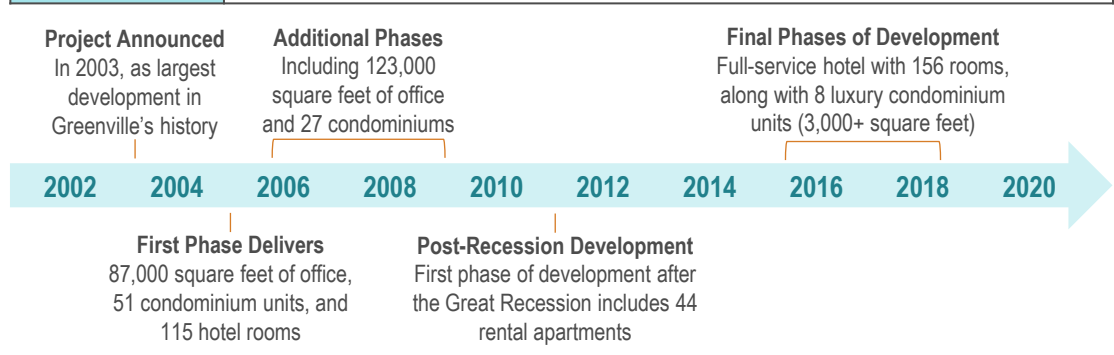 Project Announced
In 2003, as largest
development in
Greenville's history
Additional Phases
Including 123,000
square feet of office
and 27 condominiums
Final Phases of Development
Full-service hotel with 156 rooms,
along with 8 luxury condominium
units (3,000+ square feet)
2002 2004 2006 2008 2010 2012 2014 2016 2018 2020
First Phase Delivers
87,000 square feet of office,
51 condominium units, and
115 hotel rooms
Post-Recession Development
First phase of development after
the Great Recession includes 44
rental apartments